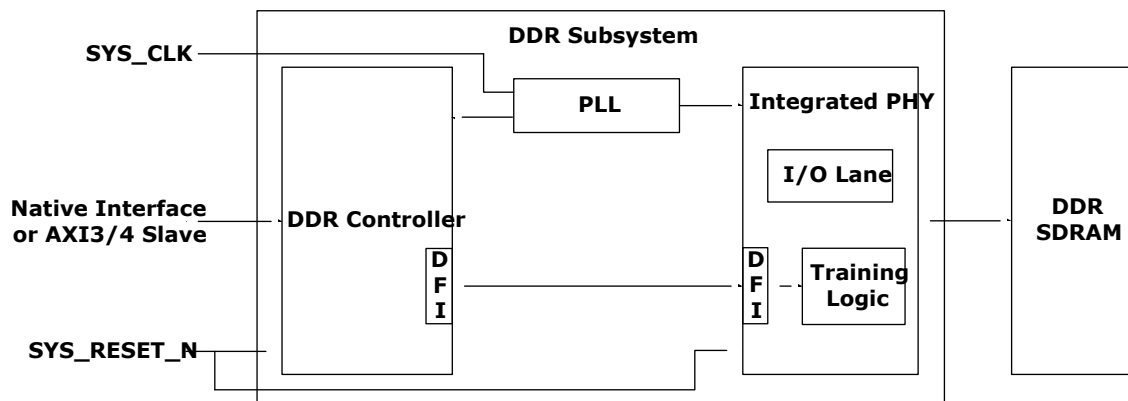 DDR Subsystem
SYS_CLK
PLL
Integrated PHY
I/O Lane
Native Interface
or AXI3/4 Slave
DDR Controller
DDR
SDRAM
D
F
I
D
F
I
Training
Logic
SYS_RESET_N